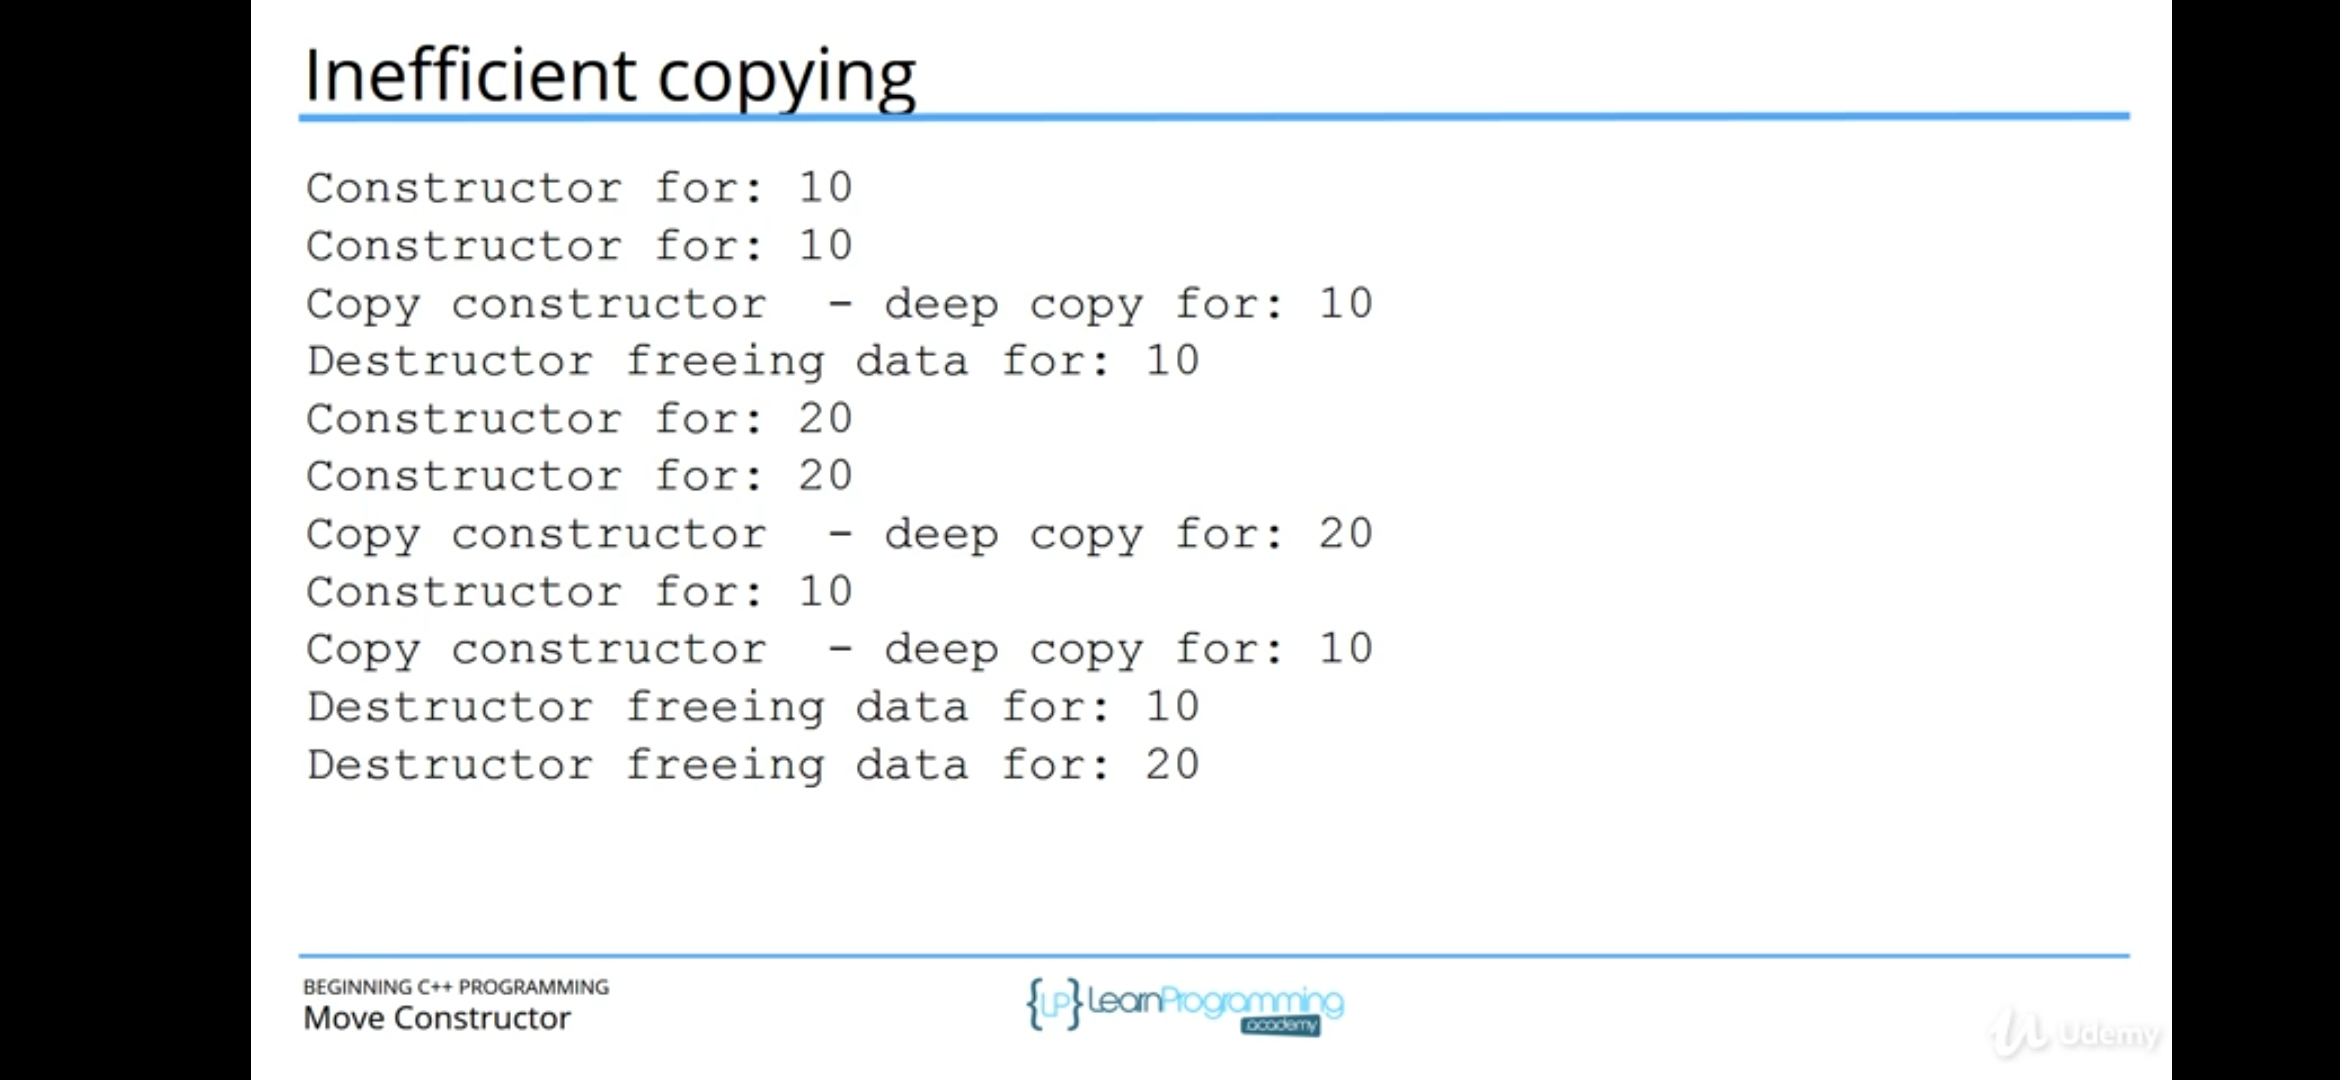 Inefficient copying
Constructor for: 10
Constructor for: 10
Copy constructor  - deep copy for: 10
Destructor freeing data for: 10
Constructor for: 20
Constructor for: 20
Copy constructor  - deep copy for: 20
Constructor for: 10
Copy constructor  - deep copy for: 10
Destructor freeing data for: 10
Destructor freeing data for: 20
BEGINNING C++ PROGRAMMING
Move Constructor
{LP} LearnProgramming
academy
Udemy